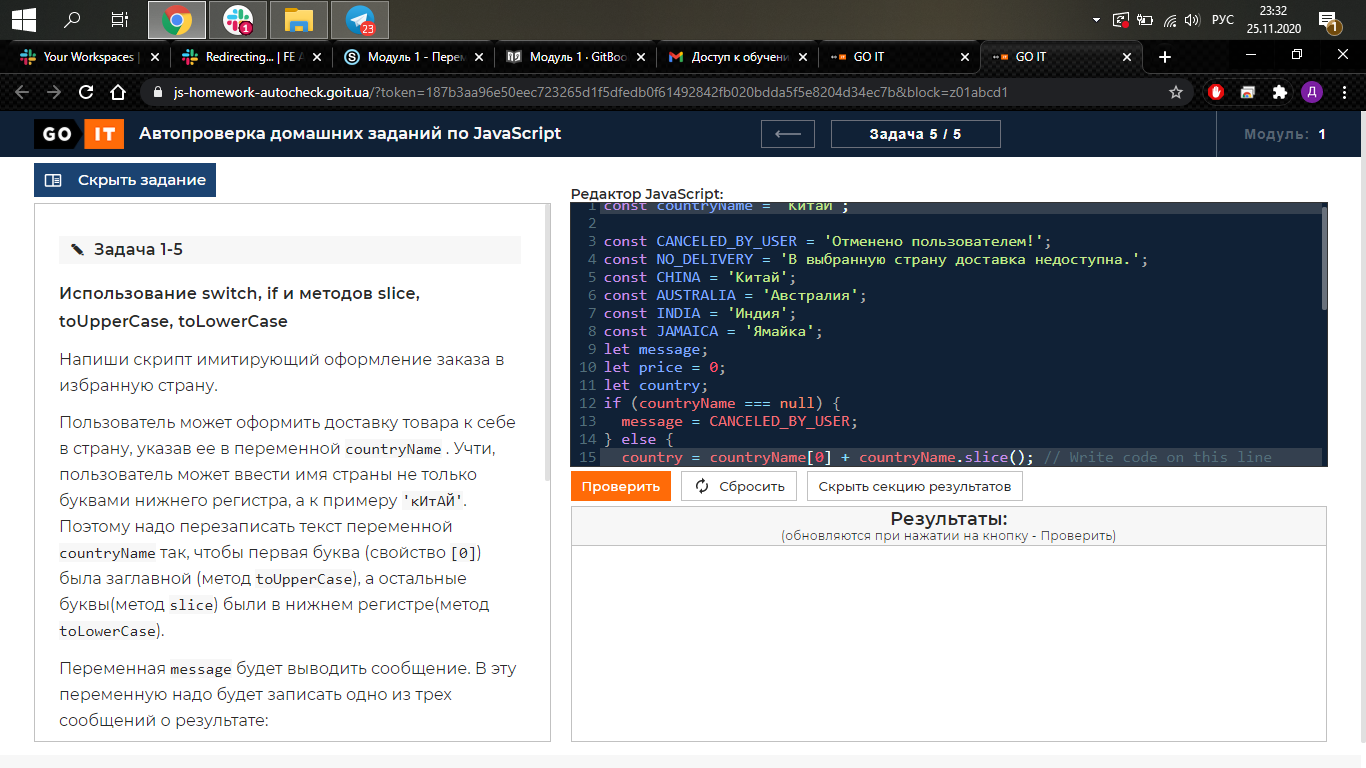 1
23
РУС
23:32
25.11.2020
1
Your Workspaces |
Redirecting... | FE A
Модуль 1 - Перем
Модуль 1 · GitBoo
Доступ к обучени
GO IT
GO IT
js-homework-autocheck.goit.ua/?token=187b3aa96e50eec723265d1f5dfedb0f61492842fb020bdda5f5e8204d34ec7b&block=z01abcd1
Д
GO IT
Автопроверка домашних заданий по JavaScript
Задача 5 / 5
Модуль: 1
Скрыть задание
Задача 1-5
Использование switch, if и методов slice,
toUpperCase, toLowerCase
Напиши скрипт имитирующий оформление заказа в
избранную страну.
Пользователь может оформить доставку товара к себе
в страну, указав ее в переменной countryName . Учти,
пользователь может ввести имя страны не только
буквами нижнего регистра, а к примеру 'кИтАЙ'.
Поэтому надо перезаписать текст переменной
countryName так, чтобы первая буква (свойство [0])
была заглавной (метод toUpperCase), а остальные
буквы(метод slice) были в нижнем регистре(метод
toLowerCase).
Переменная message будет выводить сообщение. В эту
переменную надо будет записать одно из трех
сообщений о результате:
Редактор JavaScript:
1 const countryName = 'КитаЙ';
2
3 const CANCELED_BY_USER = 'Отменено пользователем!';
4 const NO_DELIVERY = 'В выбранную страну доставка недоступна.';
5 const CHINA = 'Китай';
6 const AUSTRALIA = 'Австралия';
7 const INDIA = 'Индия';
8 const JAMAICA = 'Ямайка';
9 let message;
10 let price = 0;
11 let country;
12 if (countryName === null) {
13 message = CANCELED_BY_USER;
14 } else {
15 country = countryName[0] + countryName.slice(); // Write code on this line
Проверить
Сбросить
Скрыть секцию результатов
Результаты:
(обновляются при нажатии на кнопку - Проверить)